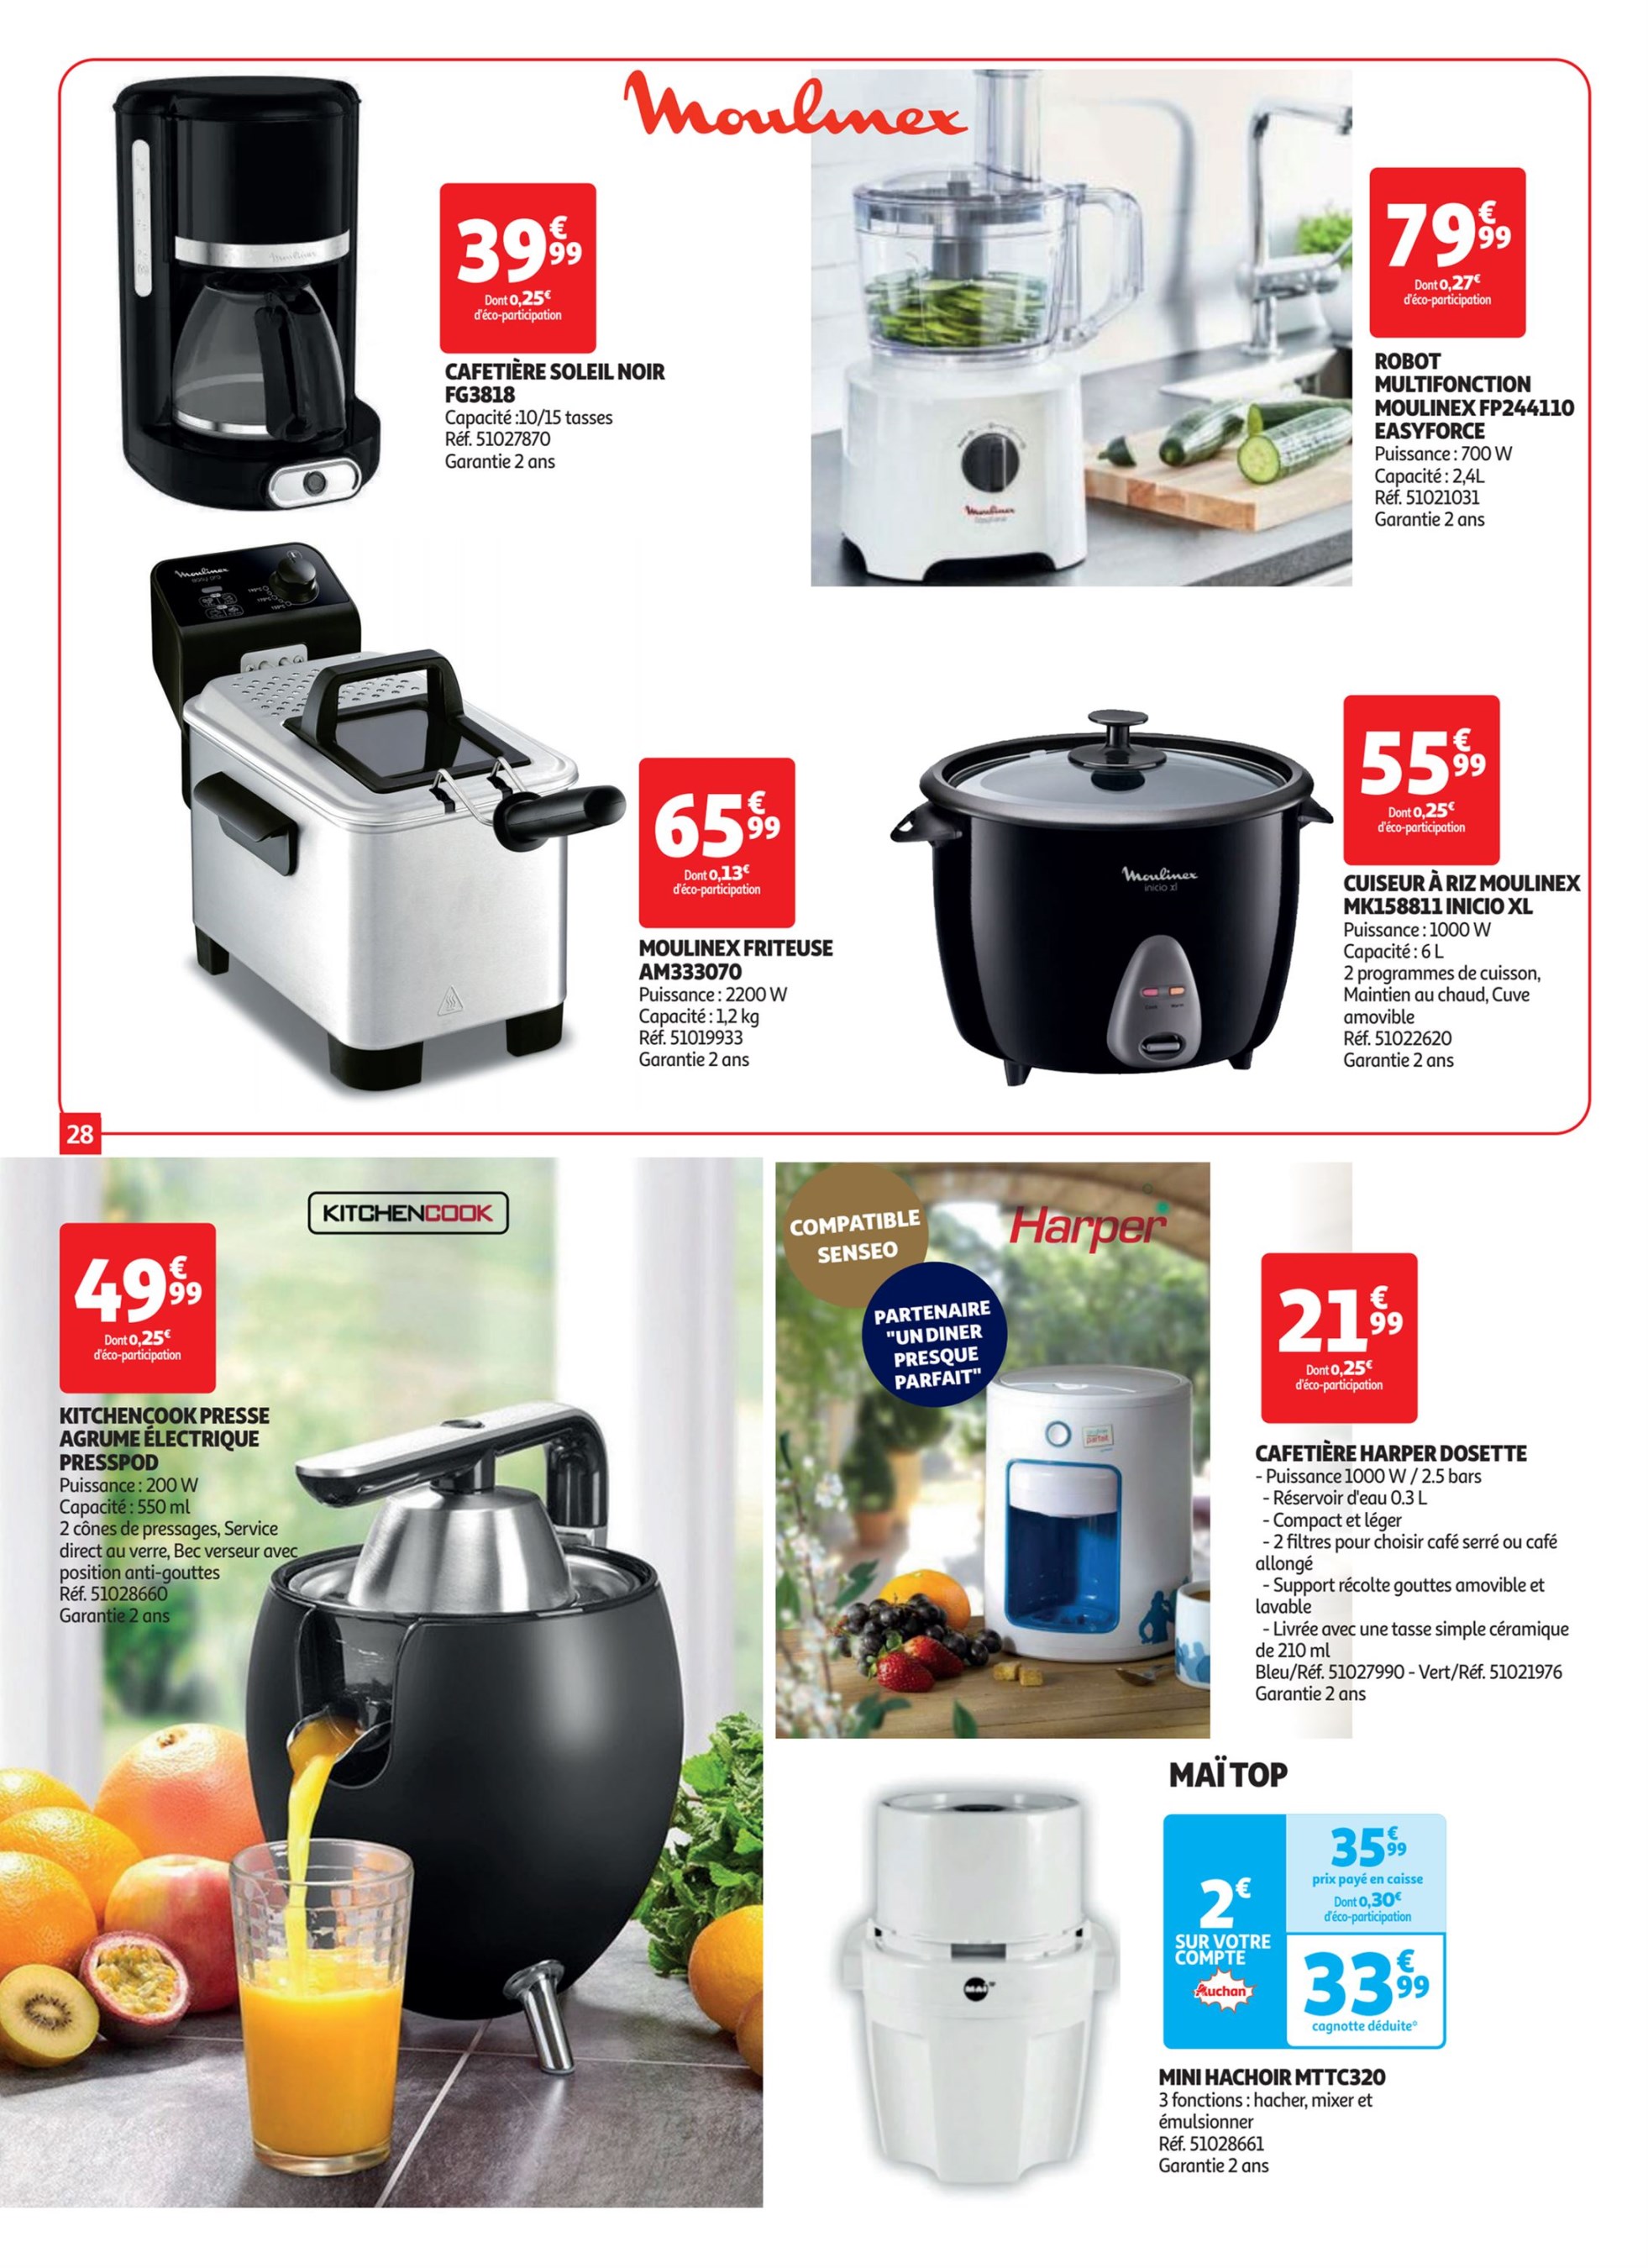 Moulinex
39€99
Dont 0,25€
d'éco-participation
CAFETIÈRE SOLEIL NOIR
FG3818
Capacité :10/15 tasses
Réf. 51027870
Garantie 2 ans
79€99
Dont 0,27€
d'éco-participation
ROBOT
MULTIFONCTION
MOULINEX FP244110
EASYFORCE
Puissance : 700 W
Capacité : 2,4L
Réf. 51021031
Garantie 2 ans
Moulinex
Moulinex
65€99
Dont 0,13€
d'éco-participation
MOULINEX FRITEUSE
AM333070
Puissance : 2200 W
Capacité : 1,2 kg
Réf. 51019933
Garantie 2 ans
Moulinex
inicio xl
55€99
Dont 0,25€
d'éco-participation
CUISEUR À RIZ MOULINEX
MK158811 INICIO XL
Puissance : 1000 W
Capacité : 6 L
2 programmes de cuisson,
Maintien au chaud, Cuve
amovible
Réf. 51022620
Garantie 2 ans
28
KITCHENCOOK
49€99
Dont 0,25€
d'éco-participation
KITCHENCOOK PRESSE
AGRUME ÉLECTRIQUE
PRESSPOD
Puissance : 200 W
Capacité : 550 ml
2 cônes de pressages, Service
direct au verre, Bec verseur avec
position anti-gouttes
Réf. 51028660
Garantie 2 ans
COMPATIBLE
SENSEO
Harper
PARTENAIRE
"UN DINER
PRESQUE
PARFAIT"
21€99
Dont 0,25€
d'éco-participation
CAFETIÈRE HARPER DOSETTE
- Puissance 1000 W / 2.5 bars
- Réservoir d'eau 0.3 L
- Compact et léger
- 2 filtres pour choisir café serré ou café
allongé
- Support récolte gouttes amovible et
lavable
- Livrée avec une tasse simple céramique
de 210 ml
Bleu/Réf. 51027990 - Vert/Réf. 51021976
Garantie 2 ans
MAÏ TOP
2€
SUR VOTRE
COMPTE
Auchan
35€99
prix payé en caisse
Dont 0,30€
d'éco-participation
33€99
cagnotte déduite⁽*⁾
MAÏ
MINI HACHOIR MTTC320
3 fonctions : hacher, mixer et
émulsionner
Réf. 51028661
Garantie 2 ans